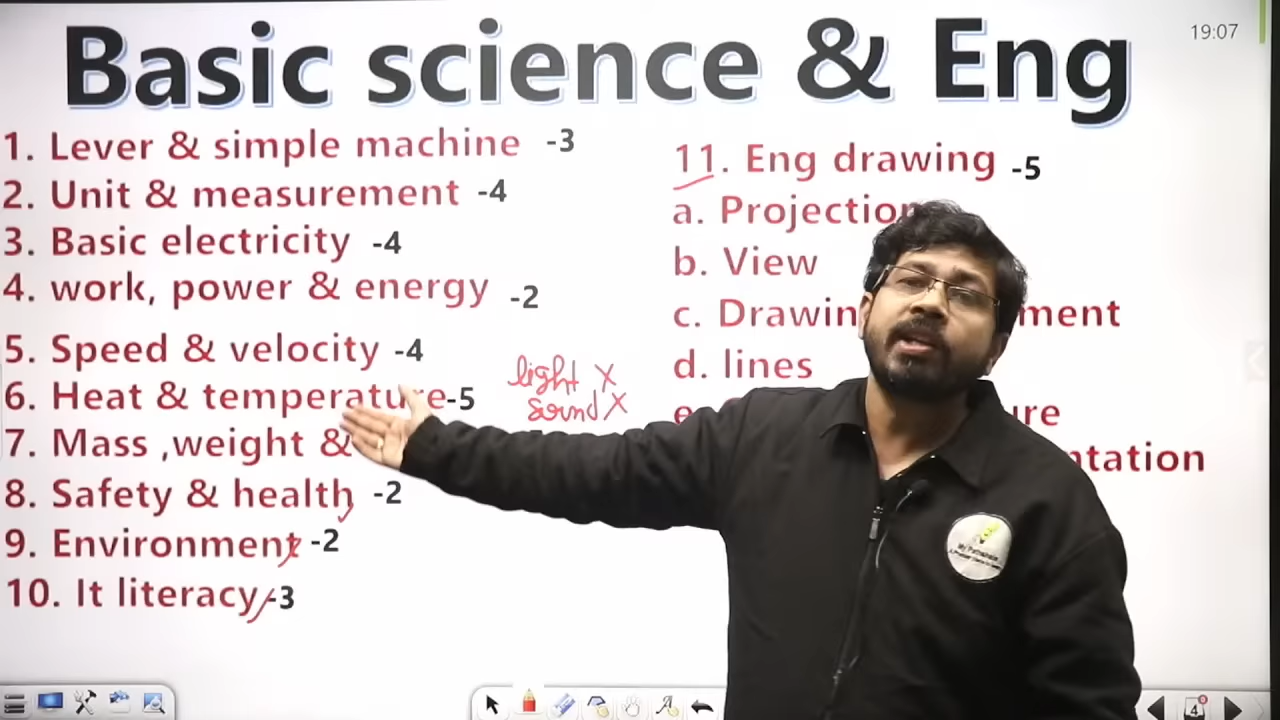 Basic science & Eng
19:07
1. Lever & simple machine -3
2. Unit & measurement -4
3. Basic electricity -4
4. work, power & energy -2
5. Speed & velocity -4
6. Heat & temperature -5
light X
sound X
7. Mass ,weight &
8. Safety & health -2
9. Environment -2
10. It literacy -3
11. Eng drawing -5
a. Projection
b. View
c. Drawin ment
d. lines
e. ure
ntation
My Pathshala
4